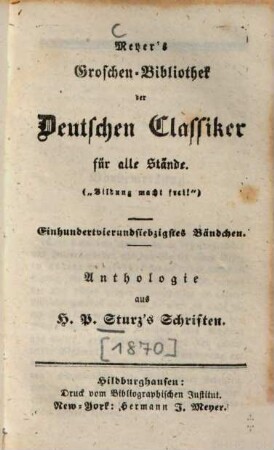 C
Meyer's
Groschen-Bibliothek
der
Deutschen Classiker
für alle Stände.
(„Bildung macht frei!“)
Einhundertvierundsiebzigstes Bändchen.
Anthologie
aus
H. P. Sturz's Schriften.
[1870]
Hildburghausen:
Druck vom Bibliographischen Institut.
New-York: Hermann J. Meyer.